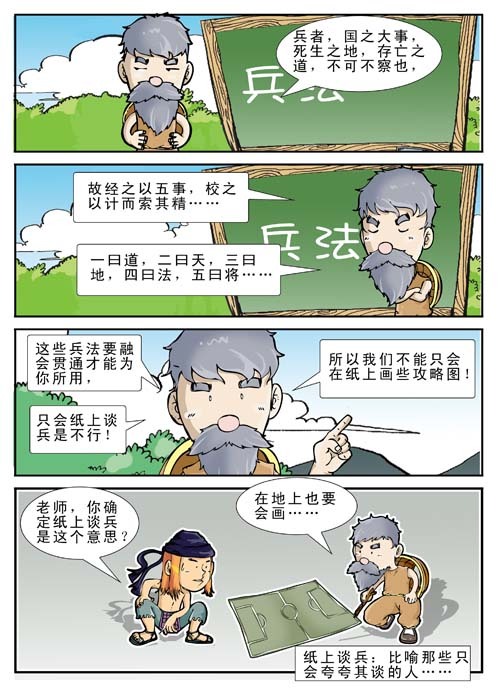 兵者，国之大事，
死生之地，存亡之
道，不可不察也，
兵法
故经之以五事，校之
以计而索其精……
一曰道，二曰天，三曰
地，四曰法，五曰将……
兵法
这些兵法要融
会贯通才能为
你所用，
只会纸上谈
兵是不行！
所以我们不能只会
在纸上画些攻略图！
老师，你确
定纸上谈兵
是这个意思？
在地上也要
会画……
纸上谈兵：比喻那些只
会夸夸其谈的人……